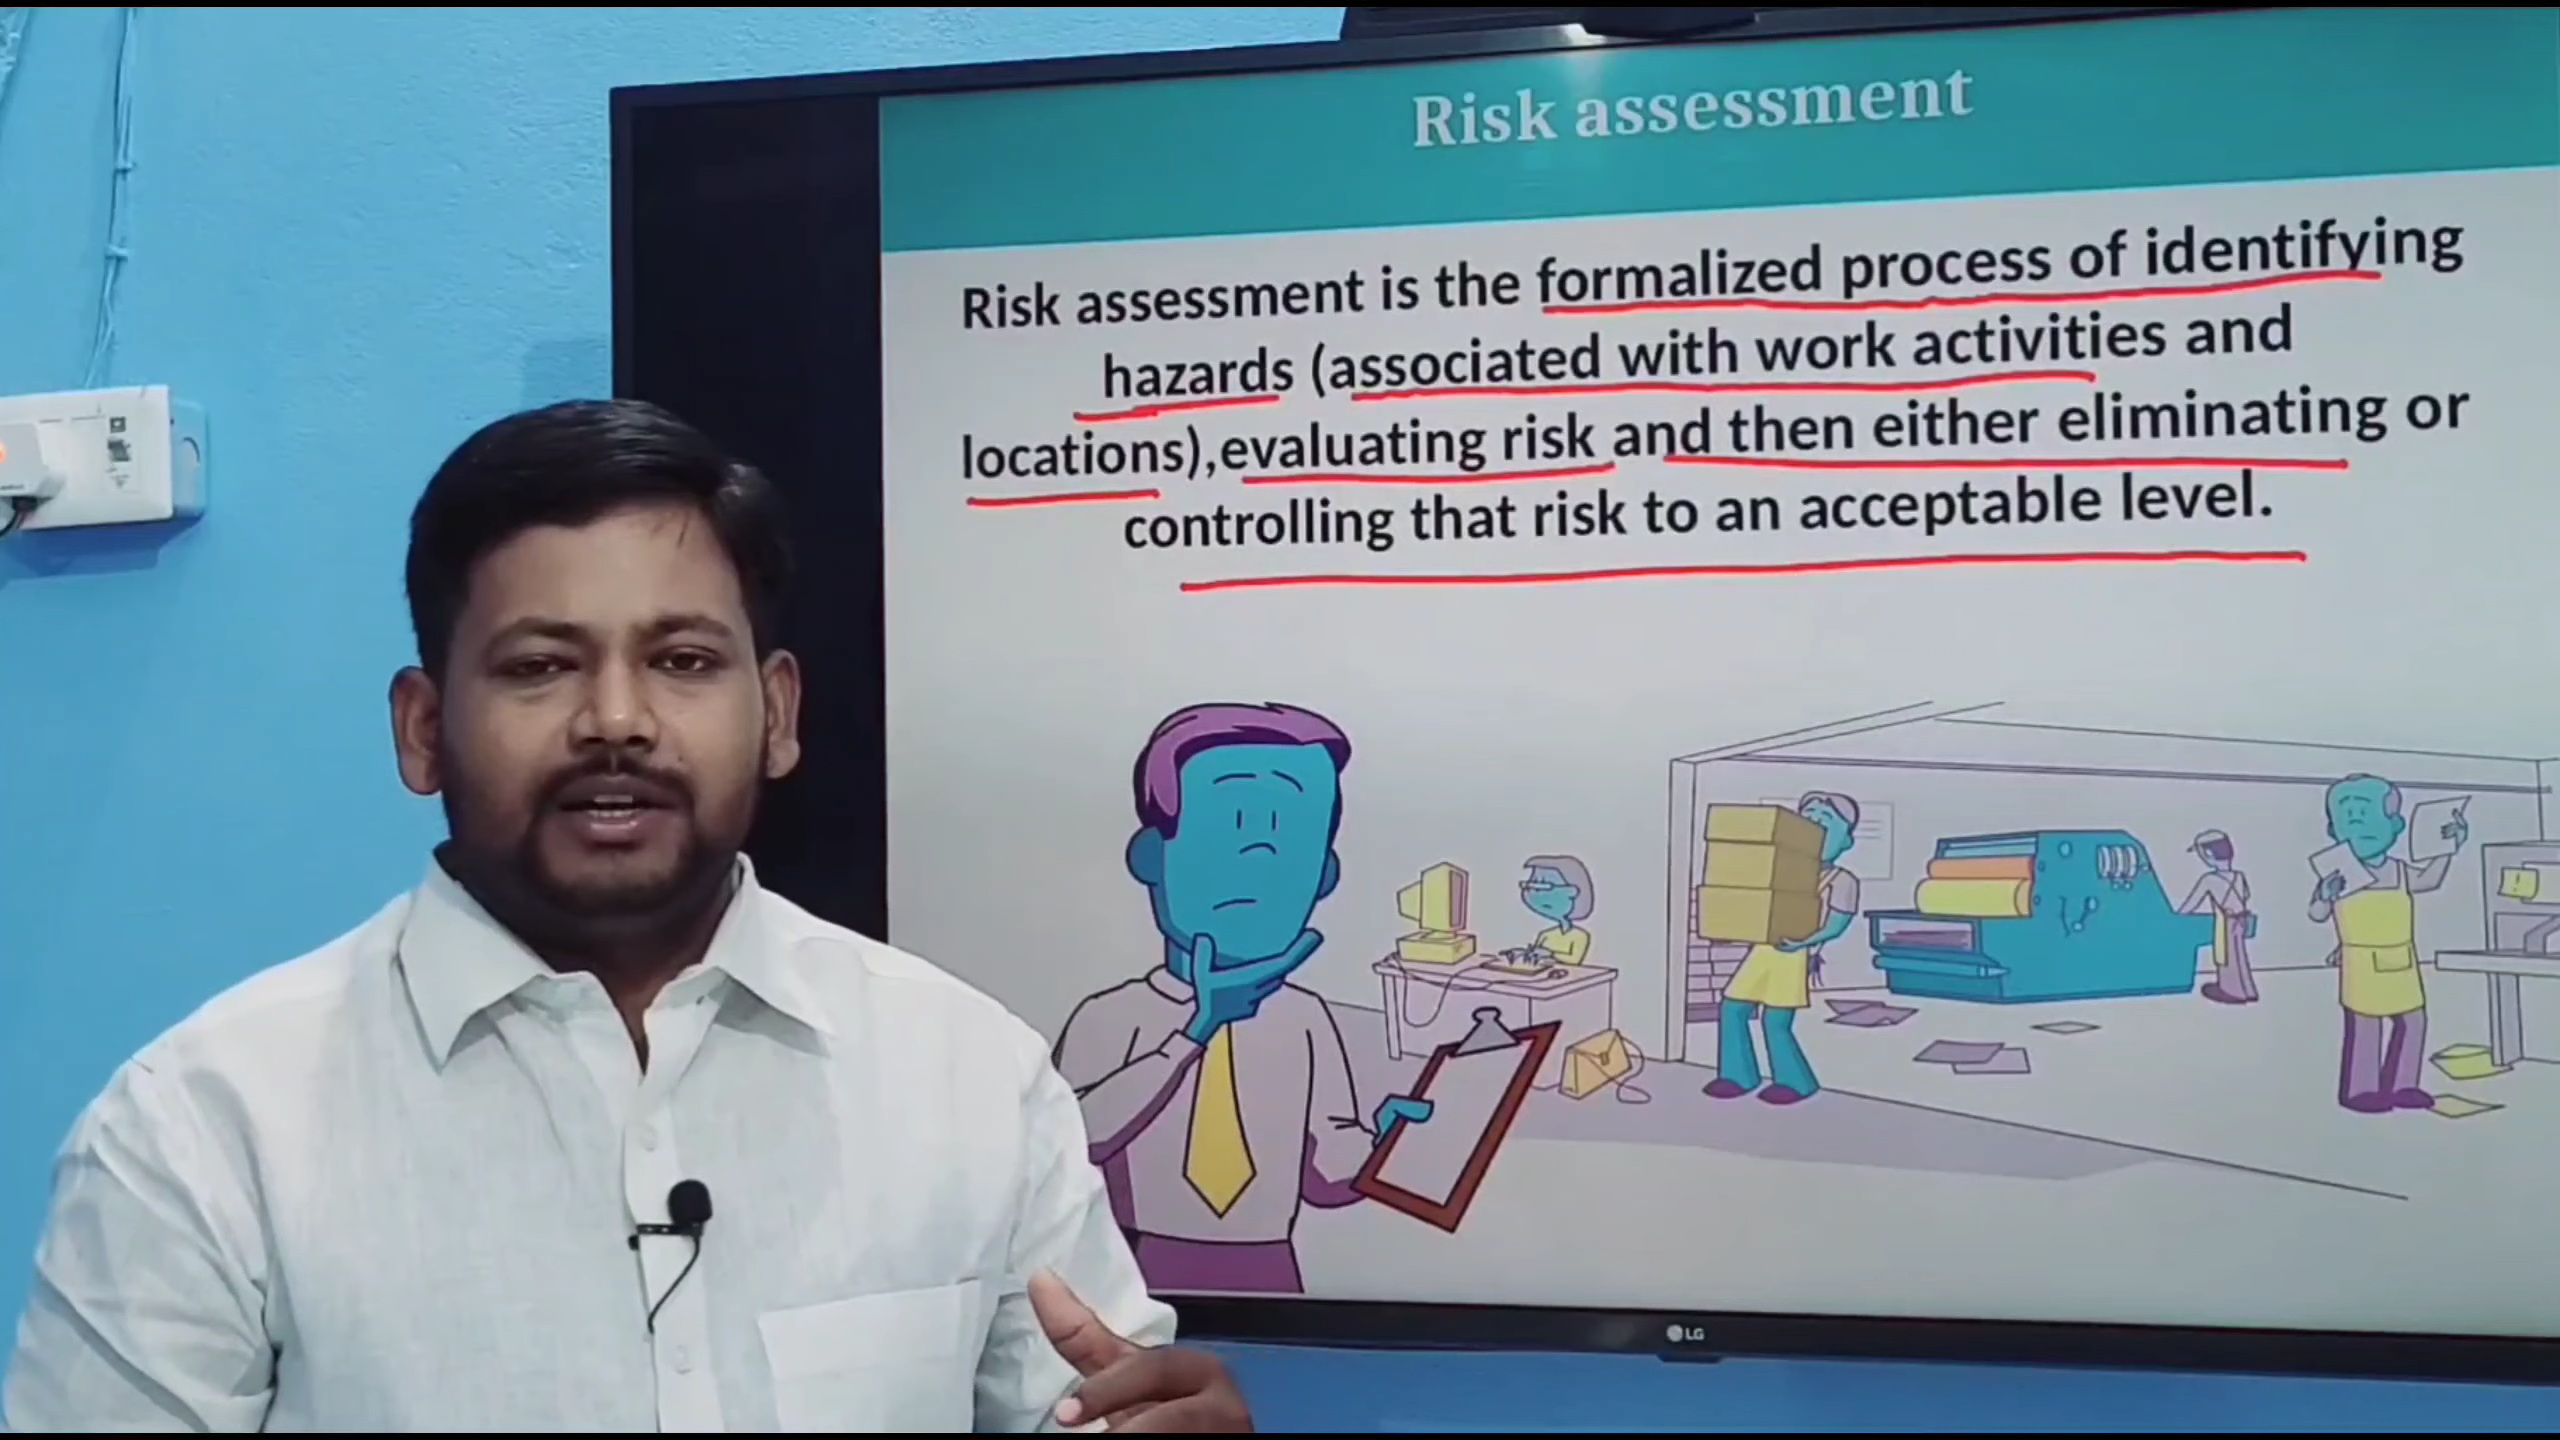 Risk assessment
Risk assessment is the formalized process of identifying
hazards (associated with work activities and
locations),evaluating risk and then either eliminating or
controlling that risk to an acceptable level.
LG